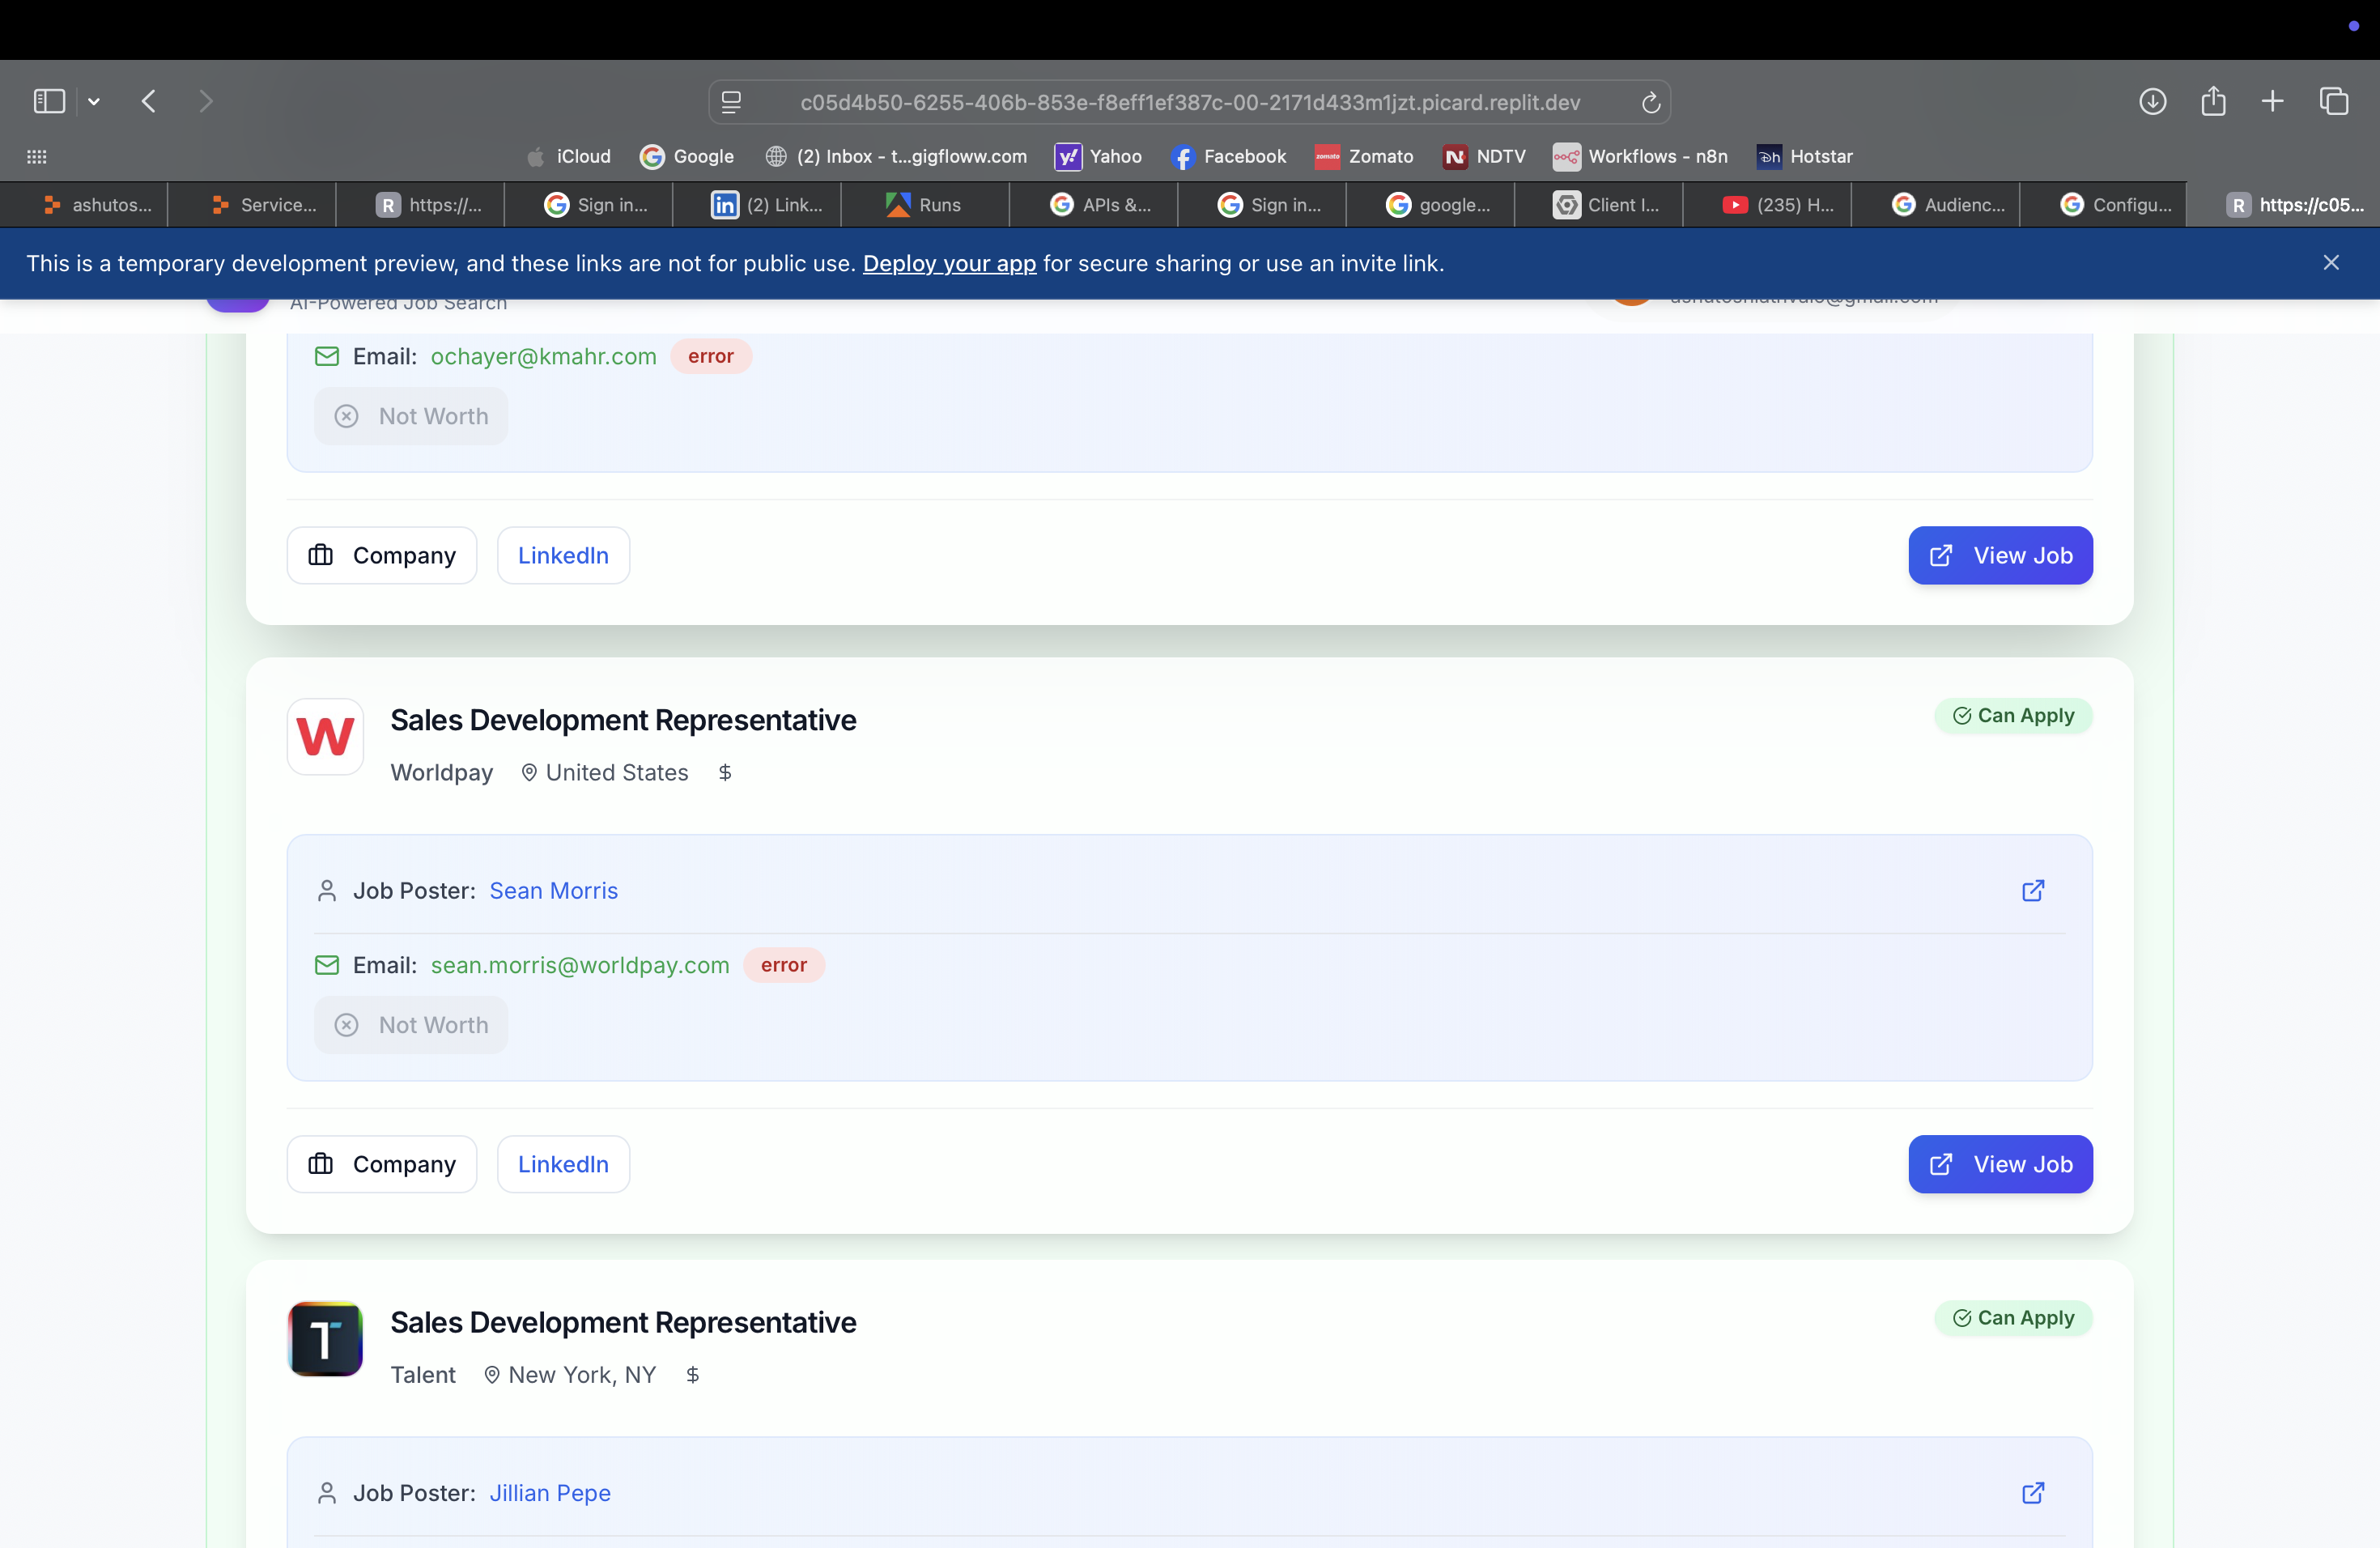 c05d4b50-6255-406b-853e-f8eff1ef387c-00-2171d433m1jzt.picard.replit.dev
iCloud Google (2) Inbox - t...gigfloww.com Yahoo Facebook zomato Zomato NDTV Workflows - n8n Hotstar
ashutos... Service... R https://... Sign in... in (2) Link... Runs APIs &... Sign in... google... Client I... (235) H... Audienc... Configu... R https://c05...
This is a temporary development preview, and these links are not for public use. Deploy your app for secure sharing or use an invite link.
AI-Powered Job Search
Email: ochayer@kmahr.com error
Not Worth
Company LinkedIn View Job
W Sales Development Representative Can Apply
Worldpay United States $
Job Poster: Sean Morris
Email: sean.morris@worldpay.com error
Not Worth
Company LinkedIn View Job
T Sales Development Representative Can Apply
Talent New York, NY $
Job Poster: Jillian Pepe